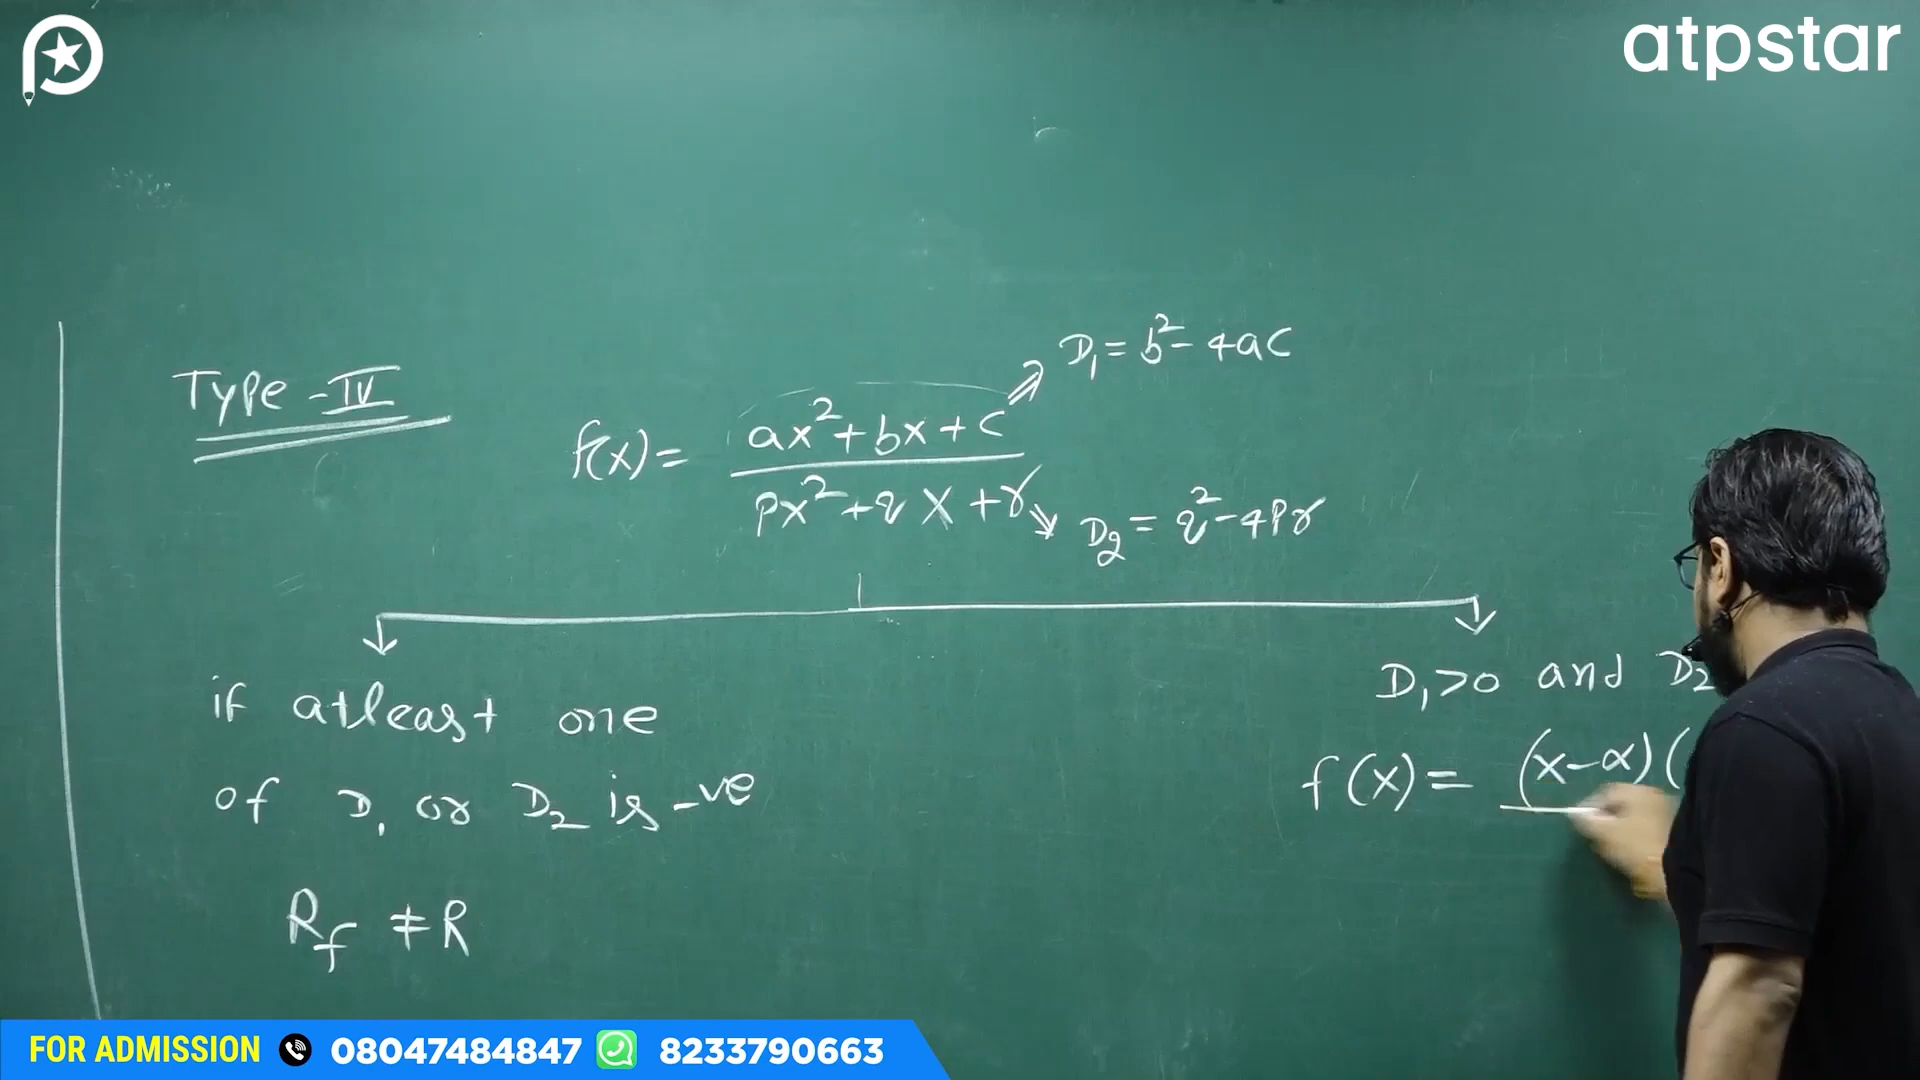 atpstar
Type-IV
f(x) = ax²+bx+c / px²+qx+r
D₁ = b²-4ac
D₂ = q²-4pr
if atleast one
of D₁ or D₂ is -ve
R_f ≠ R
D₁>0 and D₂
f(x) = (x-α)(
FOR ADMISSION 08047484847 8233790663